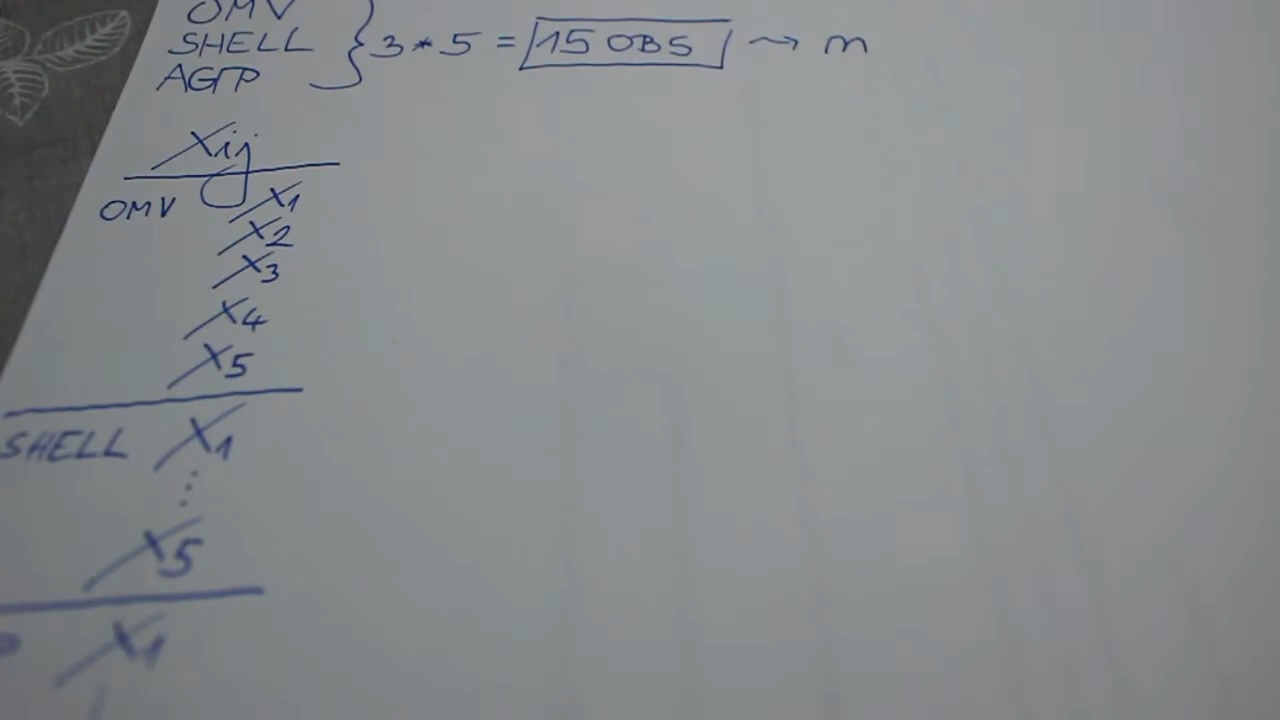 OMV
SHELL } 3 * 5 = 15 OBS → n
AGIP
Xij
OMV X1
X2
X3
X4
X5
SHELL X1
⋮
X5
X1